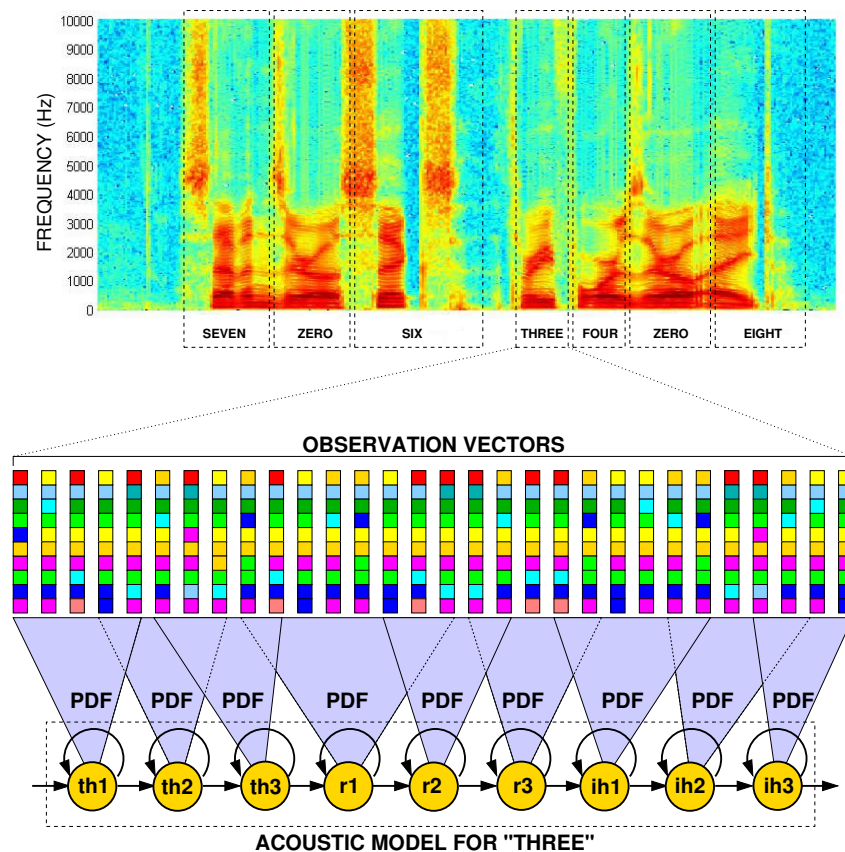 10000
9000
8000
7000
6000
5000
4000
3000
2000
1000
0
FREQUENCY (Hz)
SEVEN ZERO SIX THREE FOUR ZERO EIGHT
OBSERVATION VECTORS
PDF PDF PDF PDF PDF PDF PDF PDF PDF
th1 th2 th3 r1 r2 r3 ih1 ih2 ih3
ACOUSTIC MODEL FOR "THREE"